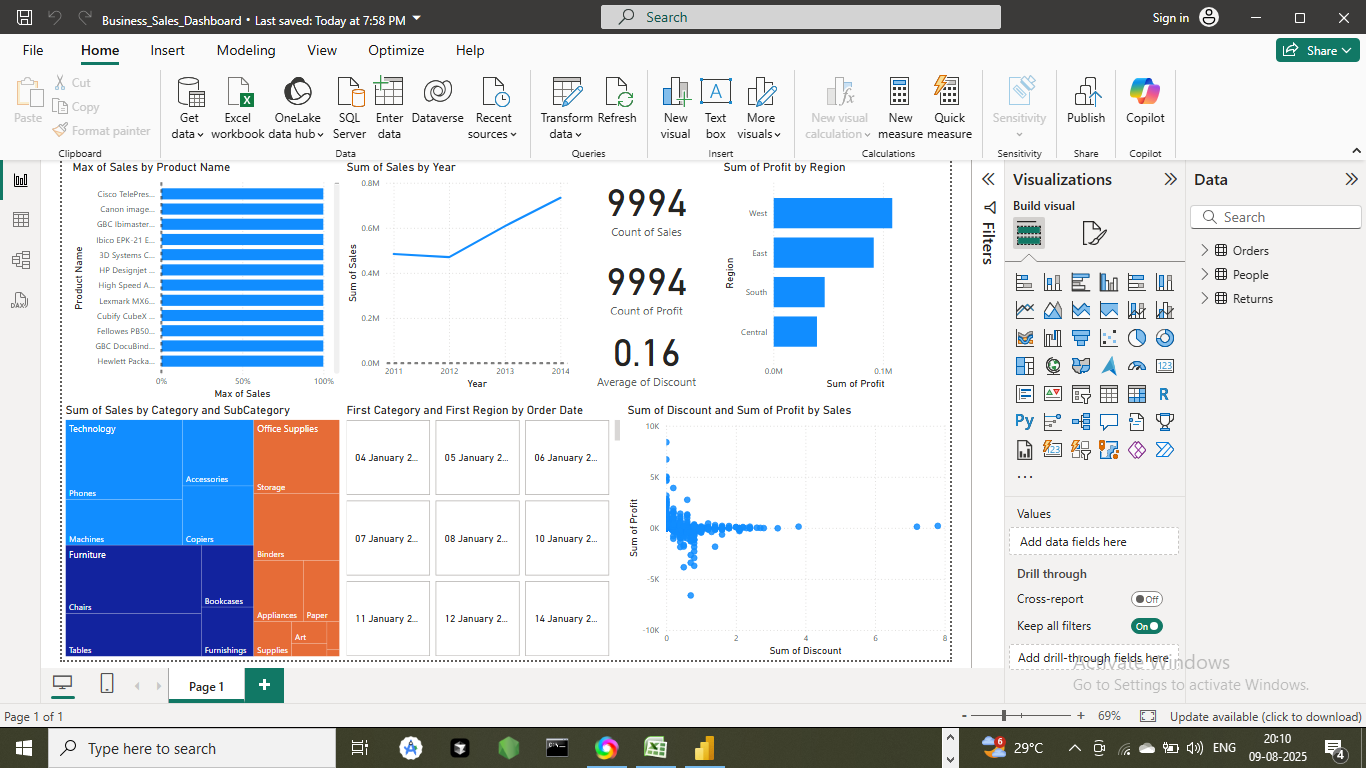 Business_Sales_Dashboard • Last saved: Today at 7:58 PM
Search
Sign in
File Home Insert Modeling View Optimize Help
Share
Paste
Cut
Copy
Format painter
Clipboard
Get data
Excel workbook
OneLake data hub
SQL Server
Enter data
Dataverse
Recent sources
Data
Transform data
Refresh
Queries
New visual
Text box
More visuals
Insert
New visual calculation
New measure
Quick measure
Calculations
Sensitivity
Sensitivity
Publish
Share
Copilot
Copilot
Max of Sales by Product Name
Product Name
Cisco TelePres...
Canon image...
GBC Ibimaster...
Ibico EPK-21 E...
3D Systems C...
HP Designjet ...
High Speed A...
Lexmark MX6...
Cubify CubeX ...
Fellowes PB50...
GBC DocuBind...
Hewlett Packa...
0% 50% 100%
Max of Sales
Sum of Sales by Year
Sum of Sales
0.8M
0.6M
0.4M
0.2M
0.0M
2011 2012 2013 2014
Year
9994
Count of Sales
9994
Count of Profit
0.16
Average of Discount
Sum of Profit by Region
Region
West
East
South
Central
0.0M 0.1M
Sum of Profit
Sum of Sales by Category and SubCategory
Technology
Phones
Machines
Accessories
Copiers
Furniture
Chairs
Tables
Bookcases
Furnishings
Office Supplies
Storage
Binders
Appliances
Paper
Supplies
Art
First Category and First Region by Order Date
04 January 2... 05 January 2... 06 January 2...
07 January 2... 08 January 2... 10 January 2...
11 January 2... 12 January 2... 14 January 2...
Sum of Discount and Sum of Profit by Sales
Sum of Profit
10K
5K
0K
-5K
-10K
0 2 4 6 8
Sum of Discount
Filters
Visualizations
Build visual
Values
Add data fields here
Drill through
Cross-report Off
Keep all filters On
Add drill-through fields here
Data
Search
Orders
People
Returns
Activate Windows
Go to Settings to activate Windows.
Page 1
Page 1 of 1
- + 69%
Update available (click to download)
Type here to search
6
29°C
ENG
20:10
09-08-2025
4